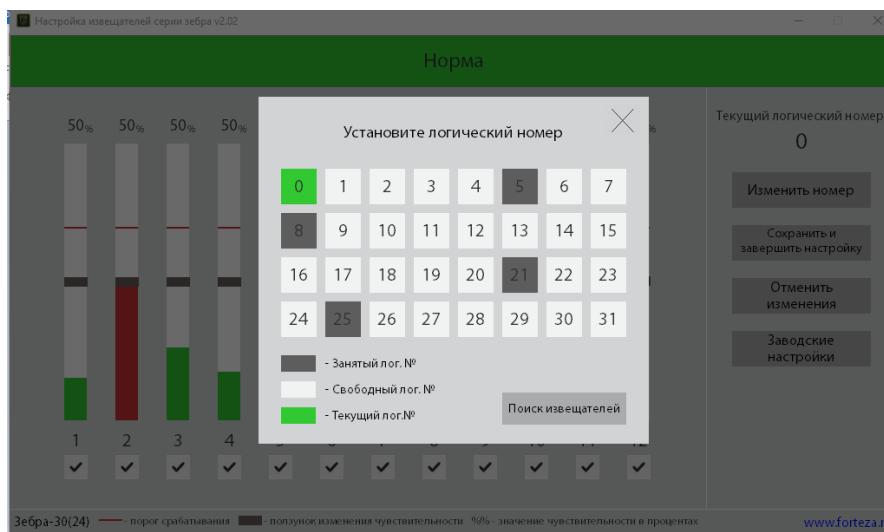 Настройка извещателей серии зебра v2.02
Норма
50% 50% 50% 50%
Текущий логический номер
0
Изменить номер
Сохранить и
завершить настройку
Отменить
изменения
Заводские
настройки
Установите логический номер
0 1 2 3 4 5 6 7
8 9 10 11 12 13 14 15
16 17 18 19 20 21 22 23
24 25 26 27 28 29 30 31
- Занятый лог. №
- Свободный лог. №
- Текущий лог.№
Поиск извещателей
1 2 3 4
Зебра-30(24) - порог срабатывания - ползунок изменения чувствительности %% - значение чувствительности в процентах
www.forteza.r